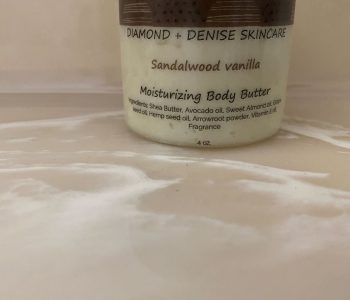 DIAMOND + DENISE SKINCARE
Sandalwood vanilla
Moisturizing Body Butter
Ingredients: Shea Butter, Avocado oil, Sweet Almond oil, Grape
seed oil, Hemp seed oil, Arrowroot powder, Vitamin E oil,
Fragrance
4 oz.